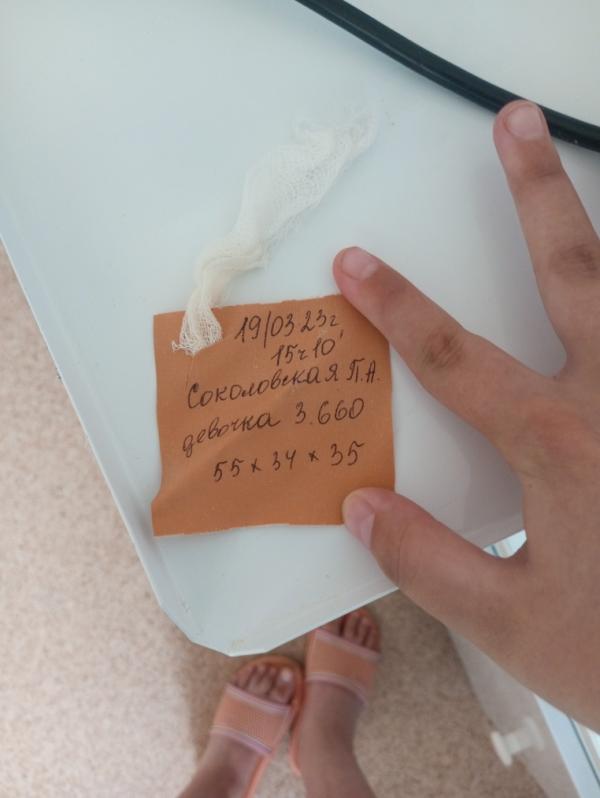 19/03 23г
15ч10'
Соколовская П.А.
девочка 3.660
55 x 34 x 35